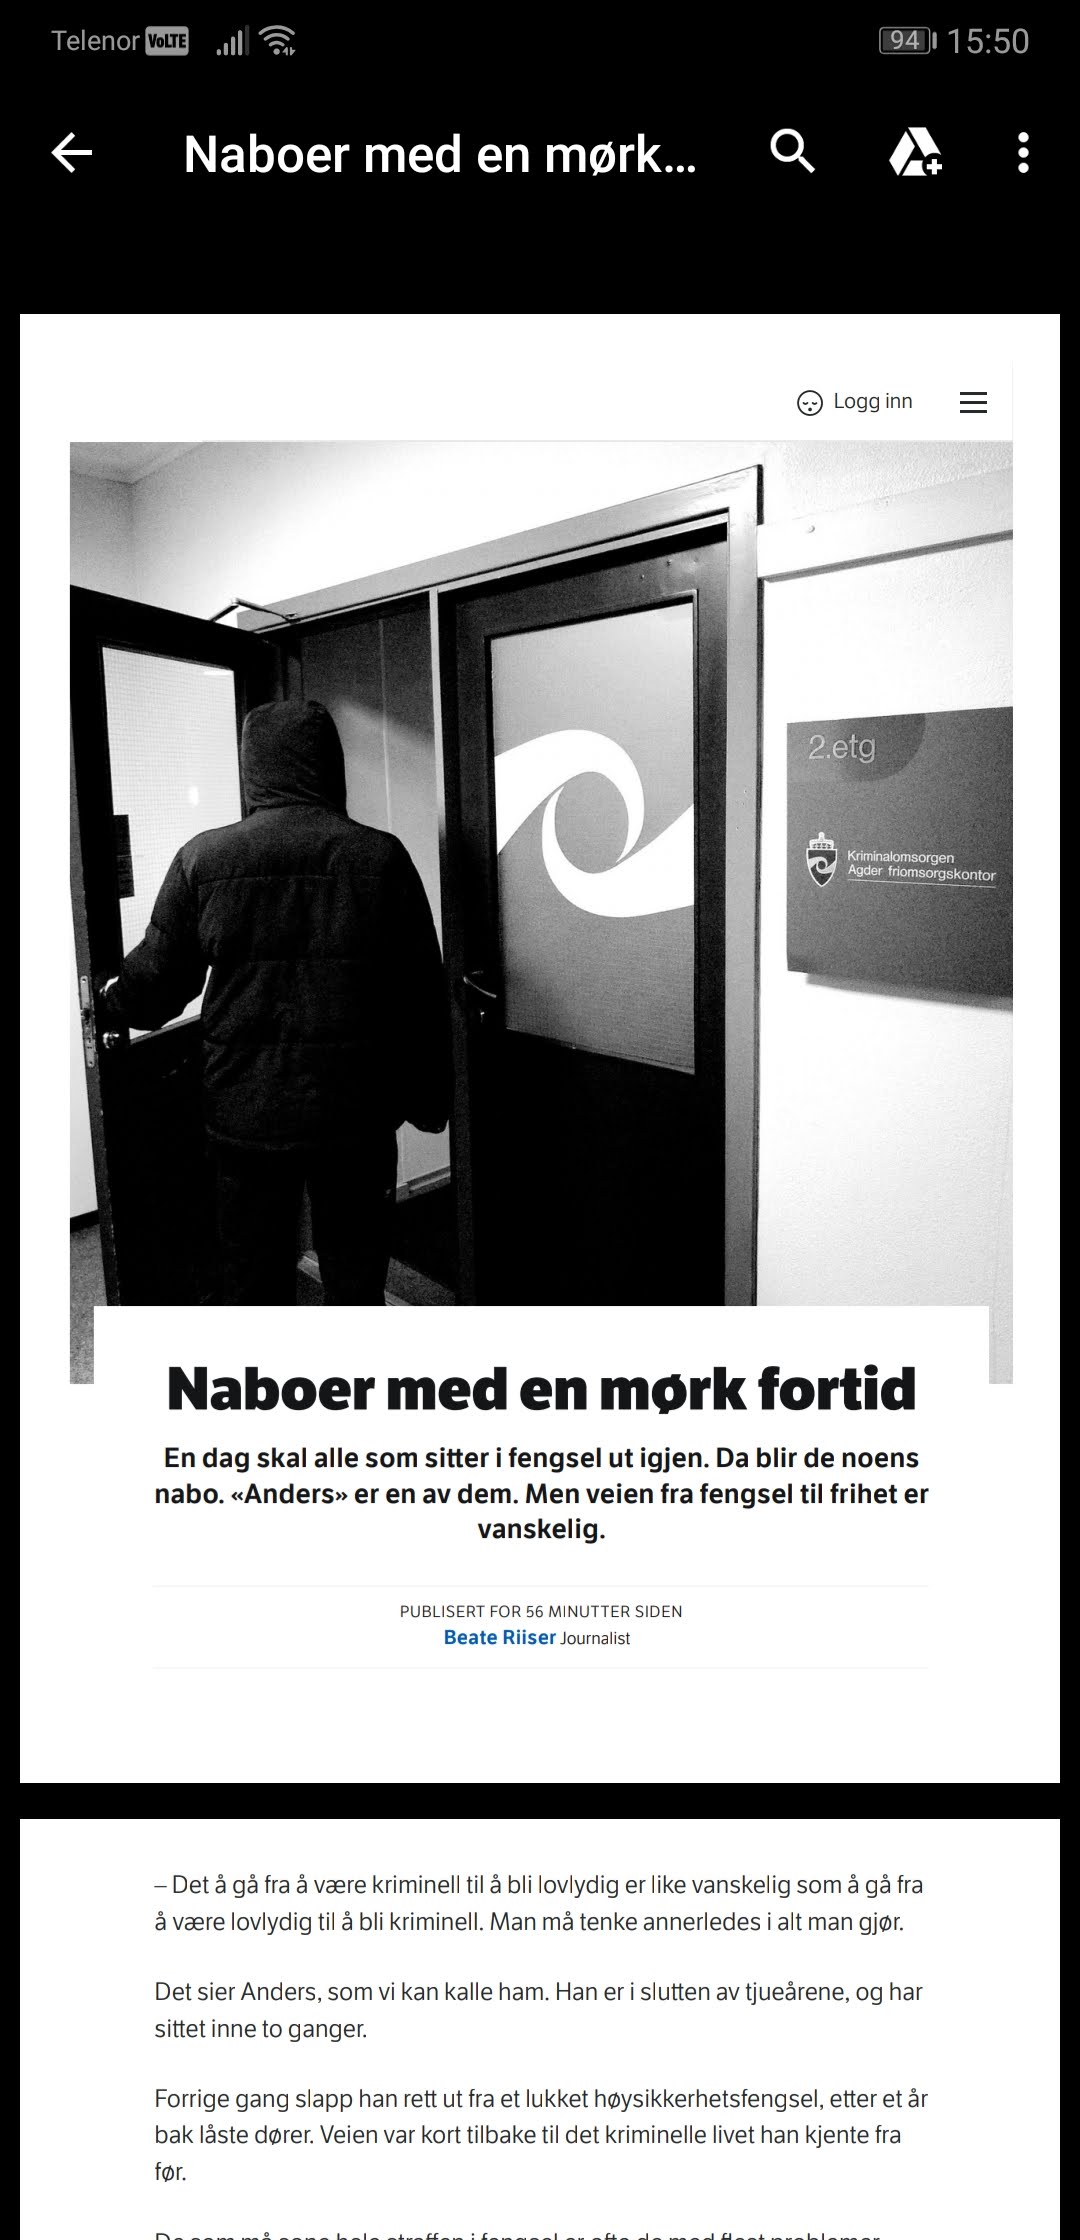 Telenor VoLTE 94 15:50
Naboer med en mørk...
Logg inn
2.etg
Kriminalomsorgen
Agder friomsorgskontor
Naboer med en mørk fortid
En dag skal alle som sitter i fengsel ut igjen. Da blir de noens
nabo. «Anders» er en av dem. Men veien fra fengsel til frihet er
vanskelig.
PUBLISERT FOR 56 MINUTTER SIDEN
Beate Riiser Journalist
– Det å gå fra å være kriminell til å bli lovlydig er like vanskelig som å gå fra
å være lovlydig til å bli kriminell. Man må tenke annerledes i alt man gjør.
Det sier Anders, som vi kan kalle ham. Han er i slutten av tjueårene, og har
sittet inne to ganger.
Forrige gang slapp han rett ut fra et lukket høysikkerhetsfengsel, etter et år
bak låste dører. Veien var kort tilbake til det kriminelle livet han kjente fra
før.